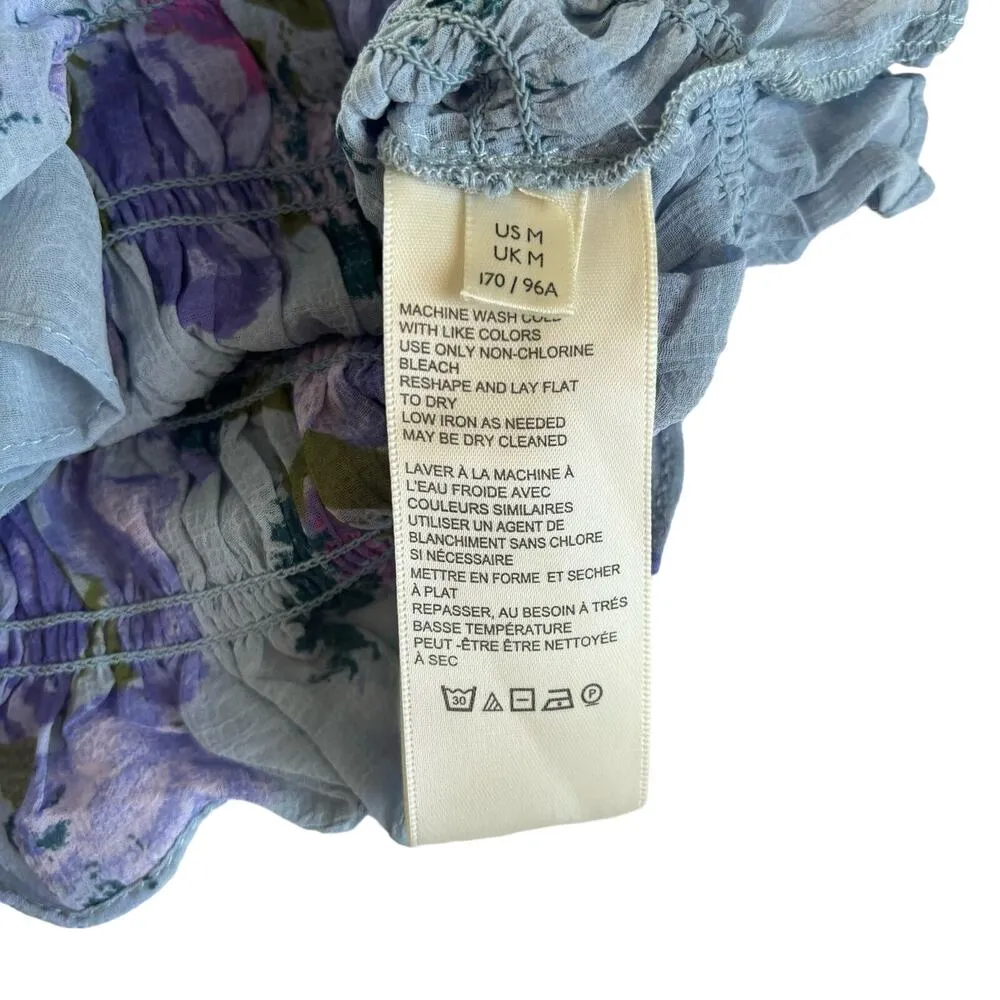 US M
UK M
170 / 96A
MACHINE WASH COLD
WITH LIKE COLORS
USE ONLY NON-CHLORINE
BLEACH
RESHAPE AND LAY FLAT
TO DRY
LOW IRON AS NEEDED
MAY BE DRY CLEANED
LAVER À LA MACHINE À
L'EAU FROIDE AVEC
COULEURS SIMILAIRES
UTILISER UN AGENT DE
BLANCHIMENT SANS CHLORE
SI NÉCESSAIRE
METTRE EN FORME ET SECHER
À PLAT
REPASSER, AU BESOIN À TRÉS
BASSE TEMPÉRATURE
PEUT -ÊTRE ÊTRE NETTOYÉE
À SEC
30 P